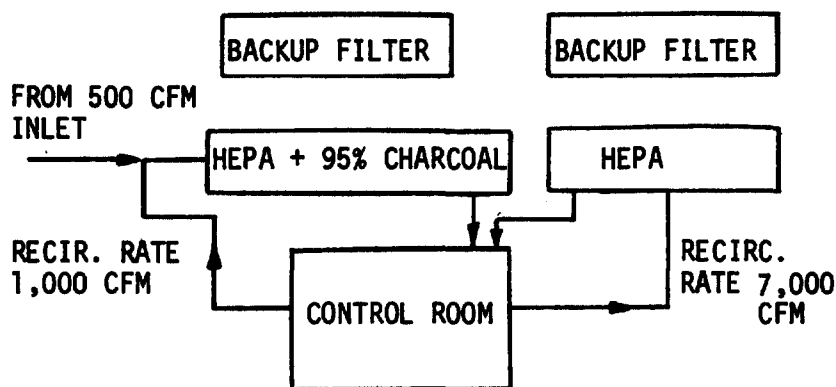 BACKUP FILTER
BACKUP FILTER
FROM 500 CFM
INLET
HEPA + 95% CHARCOAL
HEPA
RECIR. RATE
1,000 CFM
CONTROL ROOM
RECIRC.
RATE 7,000
CFM